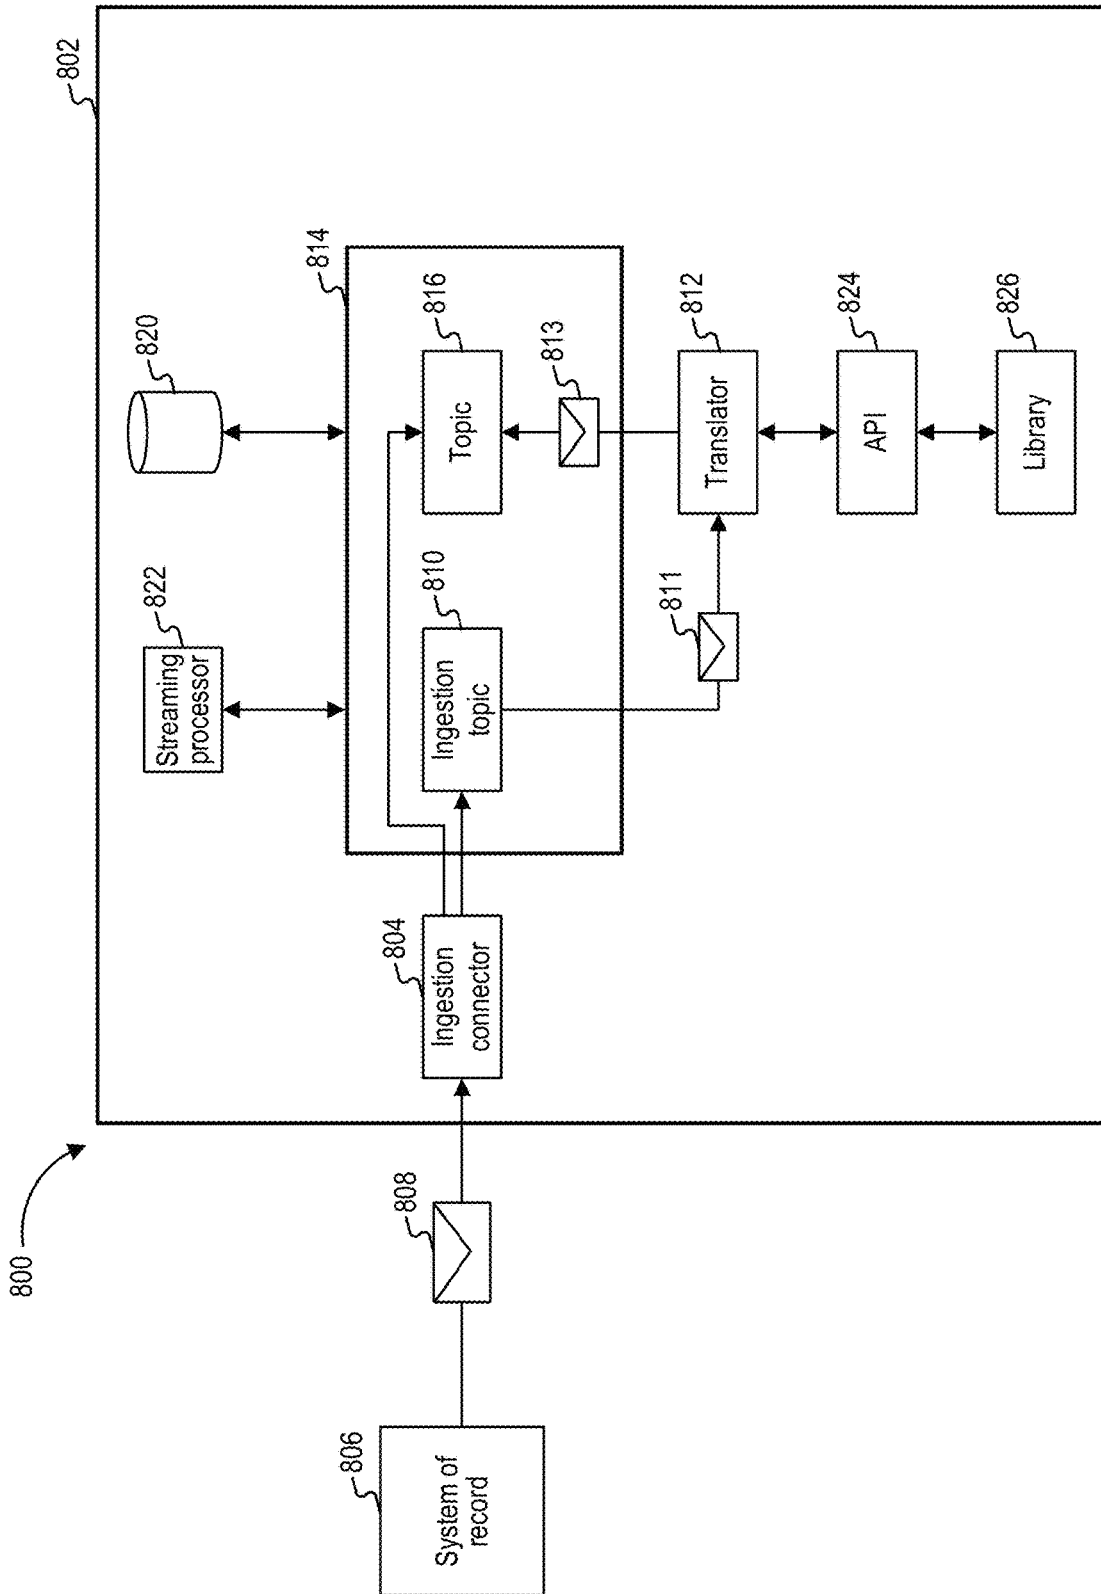 800
802
820
822
Streaming
processor
814
816
Topic
810
Ingestion
topic
813
804
Ingestion
connector
808
806
System of
record
811
812
Translator
824
API
826
Library